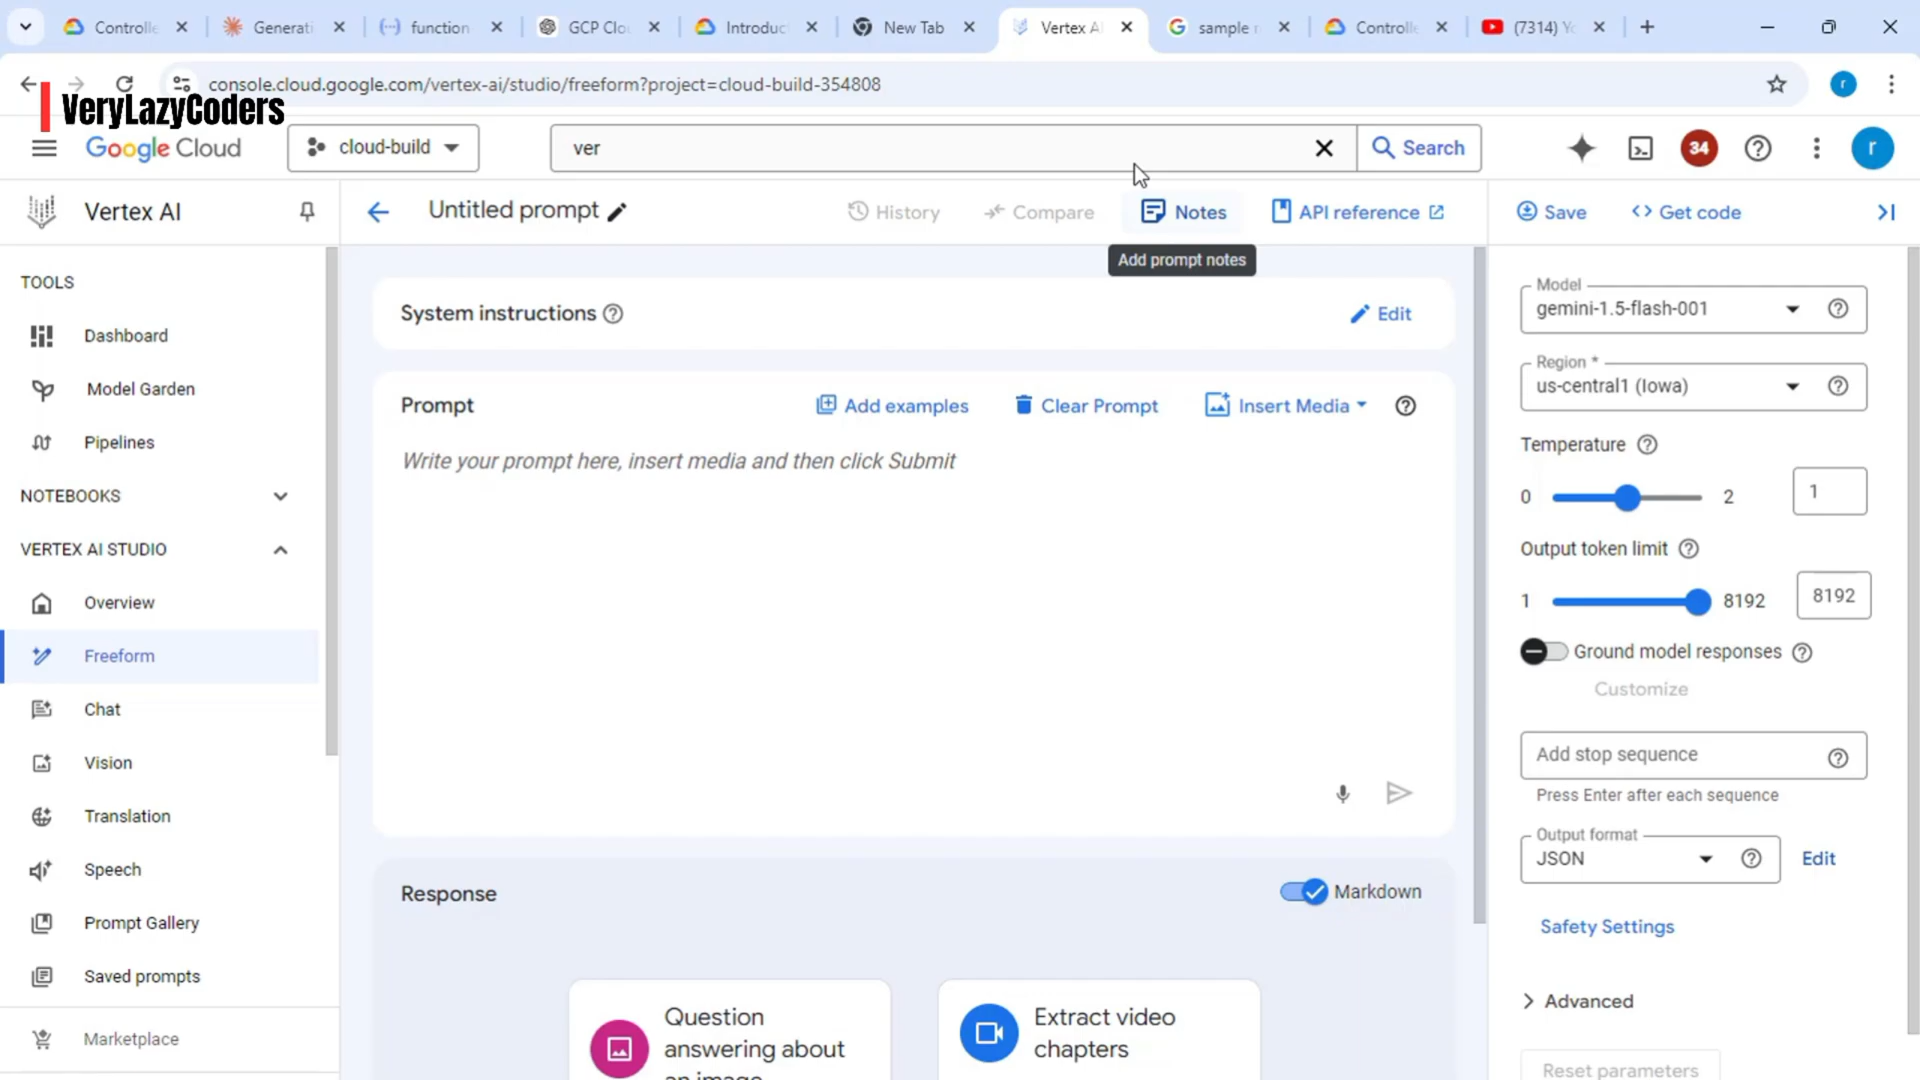 Controlle
Generati
function
GCP Clo
Introduc
New Tab
Vertex A
sample r
Controlle
(7314) Yo
console.cloud.google.com/vertex-ai/studio/freeform?project=cloud-build-354808
r
VeryLazyCoders
Google Cloud
cloud-build
ver
Search
34
r
Vertex AI
Untitled prompt
History
Compare
Notes
API reference
Save
Get code
Add prompt notes
TOOLS
Dashboard
Model Garden
Pipelines
NOTEBOOKS
VERTEX AI STUDIO
Overview
Freeform
Chat
Vision
Translation
Speech
Prompt Gallery
Saved prompts
Marketplace
System instructions
Edit
Prompt
Add examples
Clear Prompt
Insert Media
Write your prompt here, insert media and then click Submit
Response
Markdown
Question
answering about
an image
Extract video
chapters
Model
gemini-1.5-flash-001
Region *
us-central1 (Iowa)
Temperature
0
2
1
Output token limit
1
8192
8192
Ground model responses
Customize
Add stop sequence
Press Enter after each sequence
Output format
JSON
Edit
Safety Settings
Advanced
Reset parameters